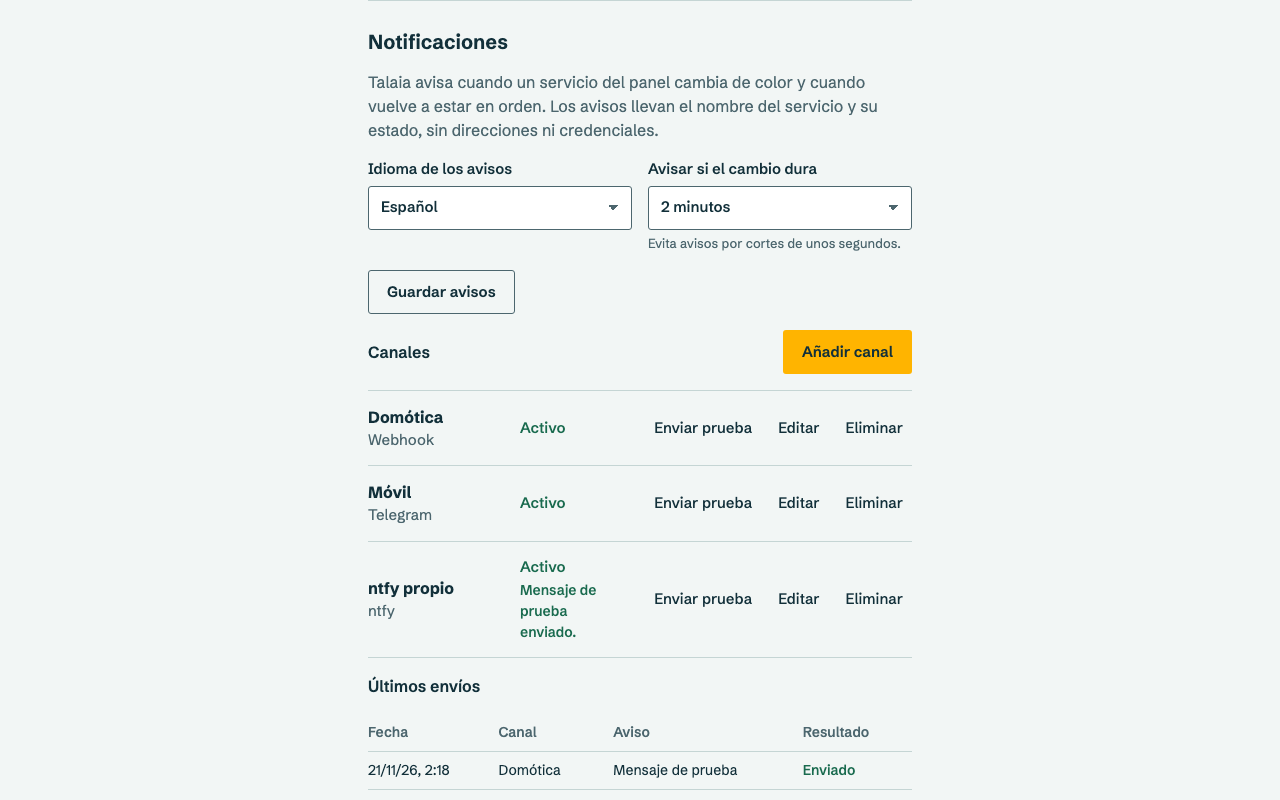 Notificaciones
Talaia avisa cuando un servicio del panel cambia de color y cuando
vuelve a estar en orden. Los avisos llevan el nombre del servicio y su
estado, sin direcciones ni credenciales.
Idioma de los avisos
Español
Avisar si el cambio dura
2 minutos
Evita avisos por cortes de unos segundos.
Guardar avisos
Canales
Añadir canal
Domótica
Webhook
Activo
Enviar prueba Editar Eliminar
Móvil
Telegram
Activo
Enviar prueba Editar Eliminar
ntfy propio
ntfy
Activo
Mensaje de
prueba
enviado.
Enviar prueba Editar Eliminar
Últimos envíos
Fecha Canal Aviso Resultado
21/11/26, 2:18 Domótica Mensaje de prueba Enviado